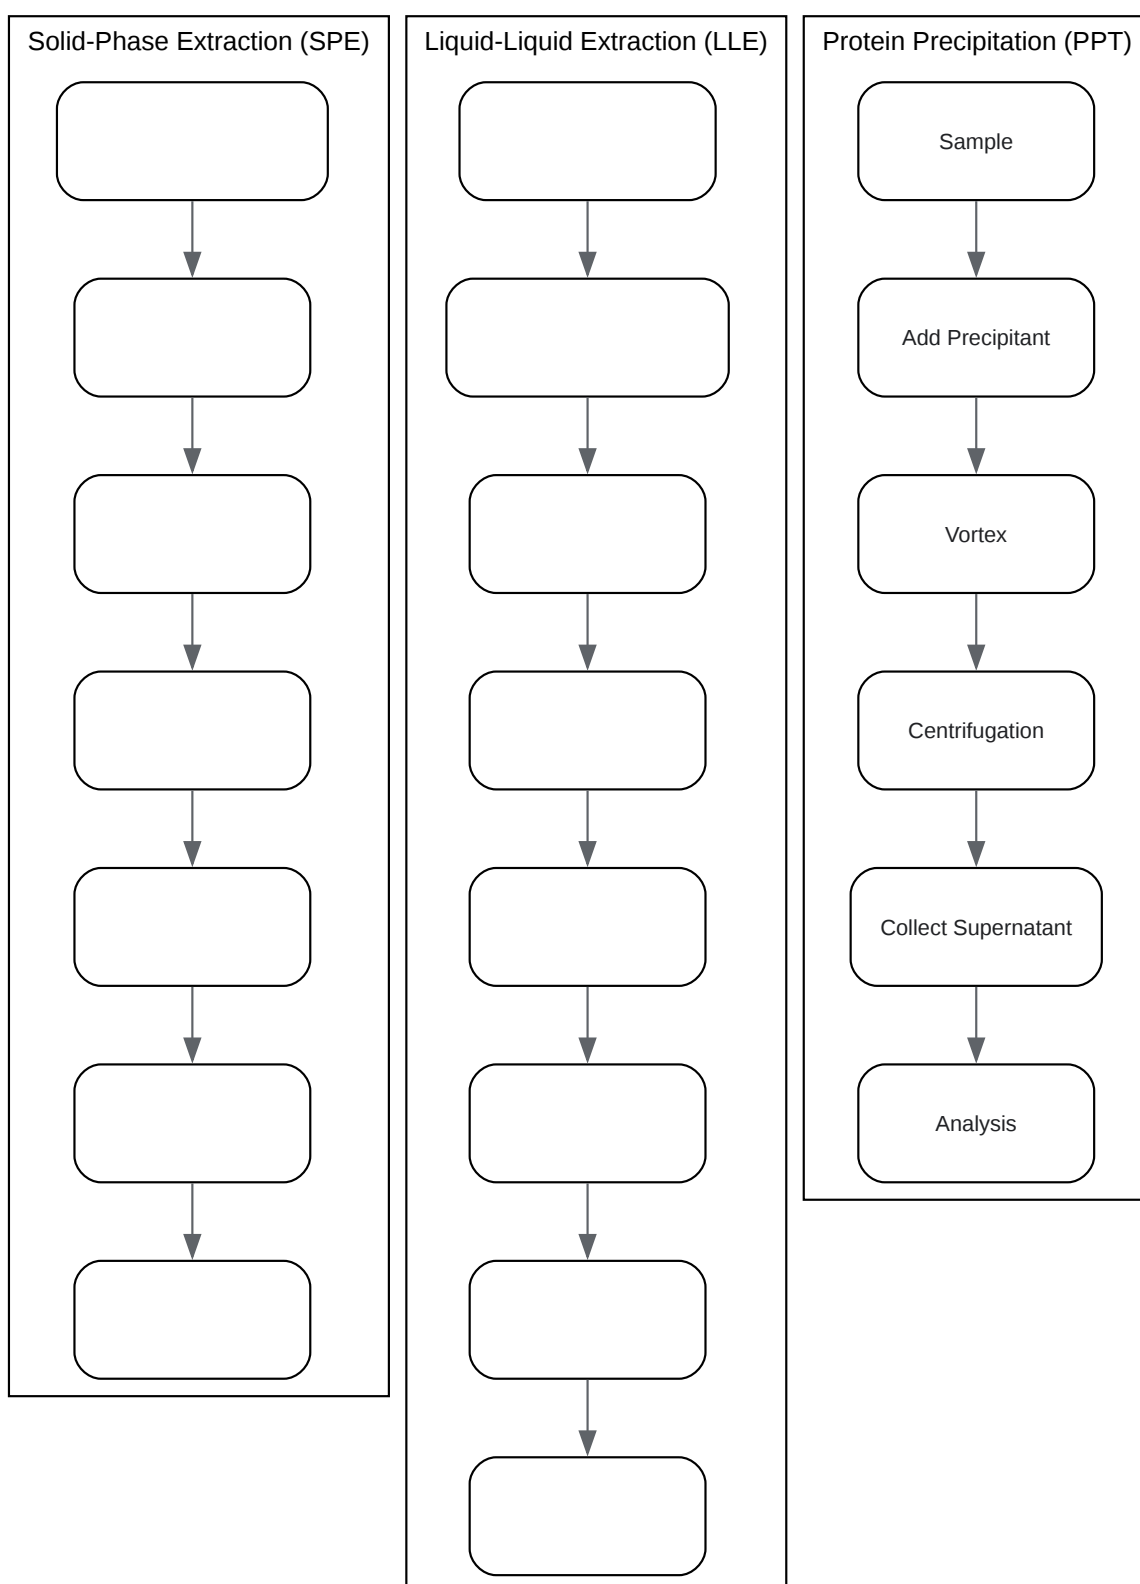 Solid-Phase Extraction (SPE)
Liquid-Liquid Extraction (LLE)
Protein Precipitation (PPT)
Sample
Add Precipitant
Vortex
Centrifugation
Collect Supernatant
Analysis